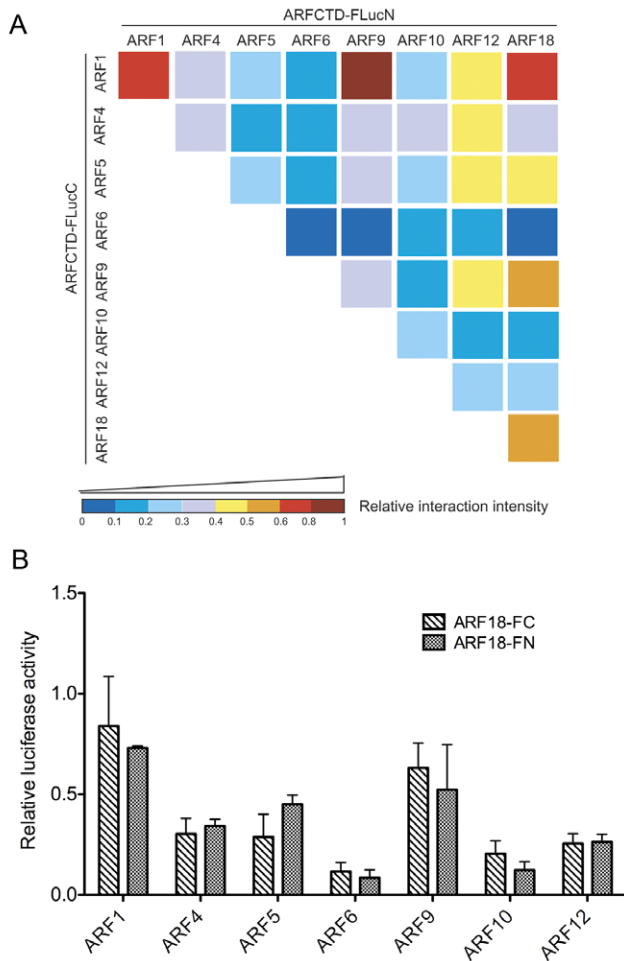 A
ARFCTD-FLucN
ARF1 ARF4 ARF5 ARF6 ARF9 ARF10 ARF12 ARF18
ARFCTD-FLucC
ARF1
ARF4
ARF5
ARF6
ARF9
ARF10
ARF12
ARF18
0 0.1 0.2 0.3 0.4 0.5 0.6 0.8 1
Relative interaction intensity
B
Relative luciferase activity
1.5
1.0
0.5
0.0
ARF18-FC
ARF18-FN
ARF1 ARF4 ARF5 ARF6 ARF9 ARF10 ARF12